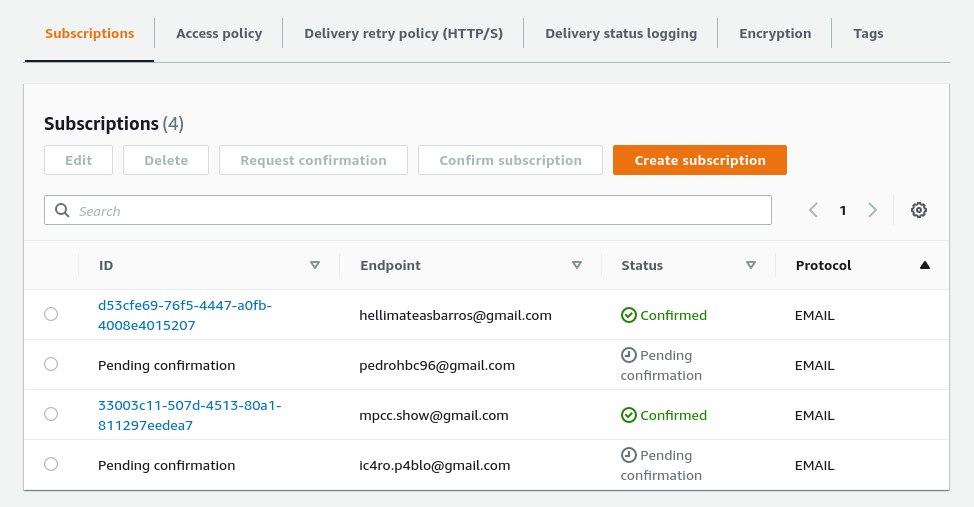 Subscriptions Access policy Delivery retry policy (HTTP/S) Delivery status logging Encryption Tags
Subscriptions (4)
Edit Delete Request confirmation Confirm subscription Create subscription
Search 1
ID Endpoint Status Protocol
d53cfe69-76f5-4447-a0fb-
4008e4015207 hellimateasbarros@gmail.com Confirmed EMAIL
Pending confirmation pedrohbc96@gmail.com Pending
confirmation EMAIL
33003c11-507d-4513-80a1-
811297eedea7 mpcc.show@gmail.com Confirmed EMAIL
Pending confirmation ic4ro.p4blo@gmail.com Pending
confirmation EMAIL